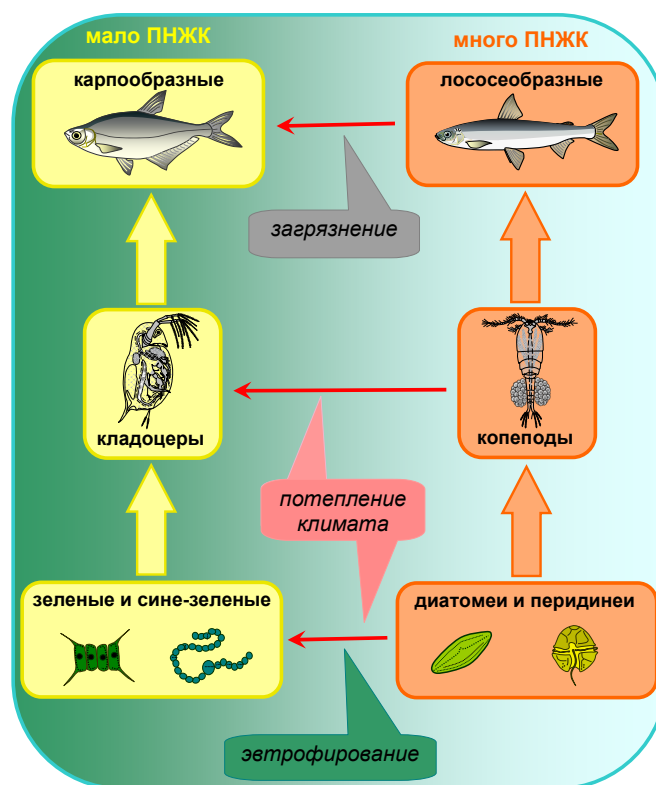 мало ПНЖК
много ПНЖК
карпообразные
лососеобразные
загрязнение
кладоцеры
копеподы
потепление
климата
зеленые и сине-зеленые
диатомеи и перидинеи
эвтрофирование